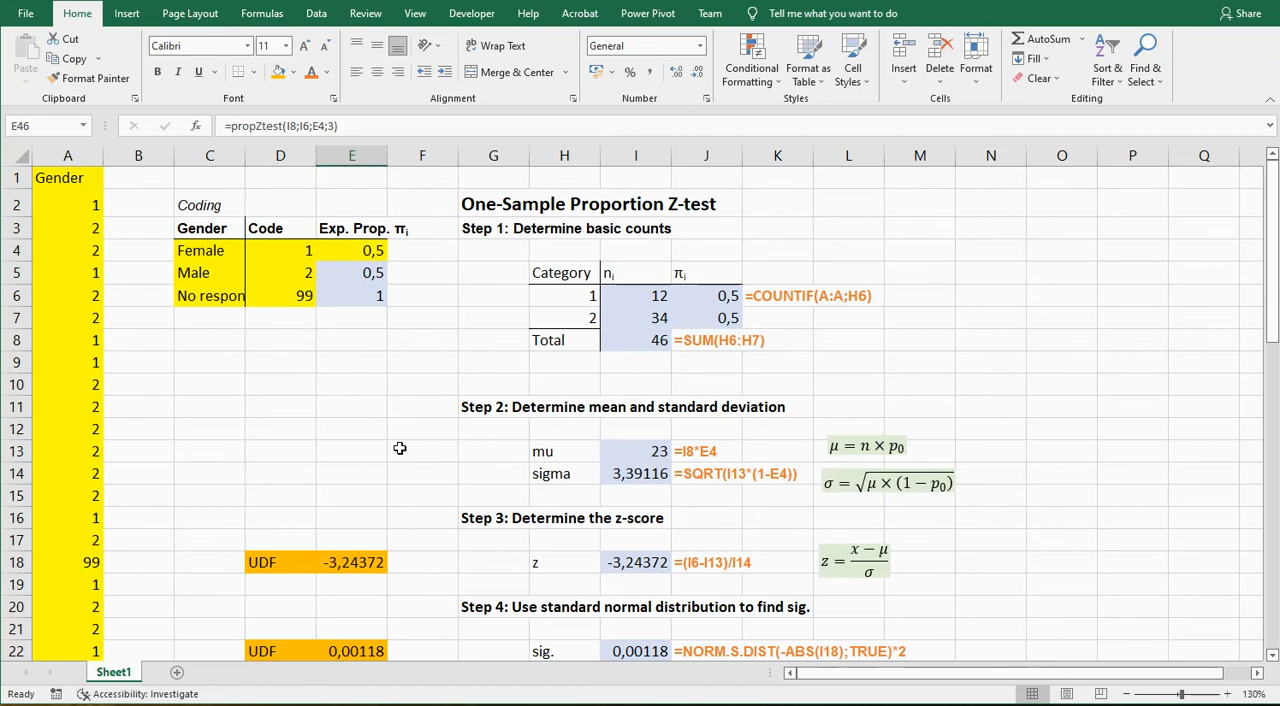 File Home Insert Page Layout Formulas Data Review View Developer Help Acrobat Power Pivot Team Tell me what you want to do Share
Paste Cut Copy Format Painter Clipboard
Calibri 11 A A B I U A Font
Wrap Text Merge & Center Alignment
General % Number
Conditional Formatting Format as Table Cell Styles Styles
Insert Delete Format Cells
AutoSum Fill Clear Sort & Filter Find & Select Editing
E46 fx =propZtest(I8;I6;E4;3)
A B C D E F G H I J K L M N O P Q
1 Gender
2 1 Coding One-Sample Proportion Z-test
3 2 Gender Code Exp. Prop. πi Step 1: Determine basic counts
4 2 Female 1 0,5
5 1 Male 2 0,5 Category ni πi
6 2 No respon 99 1 1 12 0,5 =COUNTIF(A:A;H6)
7 2 2 34 0,5
8 1 Total 46 =SUM(H6:H7)
9 1
10 2
11 2 Step 2: Determine mean and standard deviation
12 2
13 2 mu 23 =I8*E4 μ = n × p0
14 2 sigma 3,39116 =SQRT(I13*(1-E4)) σ = √μ × (1 − p0)
15 2
16 1 Step 3: Determine the z-score
17 2
18 99 UDF -3,24372 z -3,24372 =(I6-I13)/I14 z = (x − μ)/σ
19 1
20 2 Step 4: Use standard normal distribution to find sig.
21 2
22 1 UDF 0,00118 sig. 0,00118 =NORM.S.DIST(-ABS(I18);TRUE)*2
Sheet1
Ready Accessibility: Investigate 130%